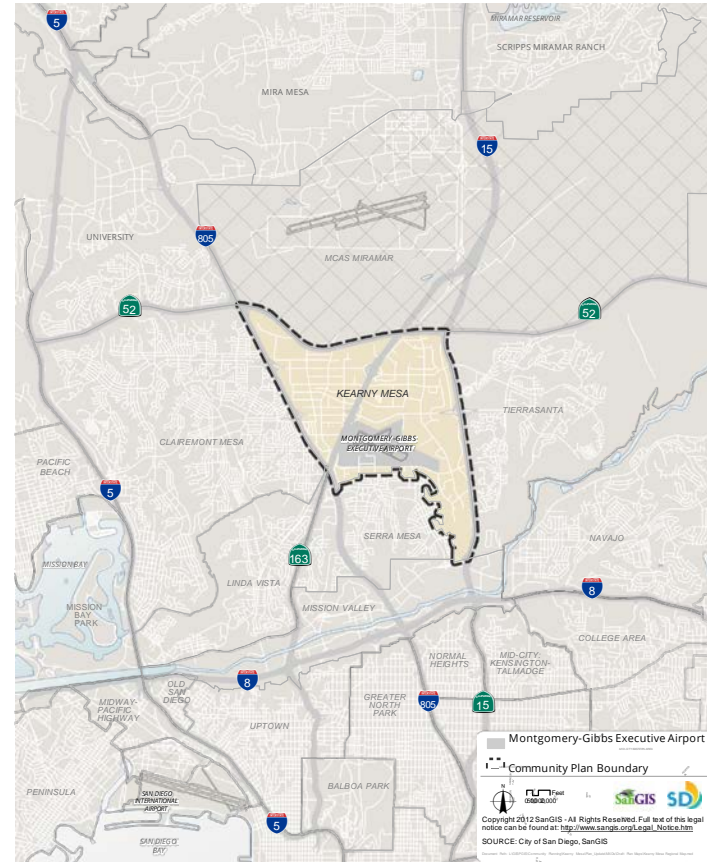 5
MIRAMAR RESERVOIR
SCRIPPS MIRAMAR RANCH
MIRA MESA
15
UNIVERSITY
805
MCAS MIRAMAR
52
52
KEARNY MESA
TIERRASANTA
CLAIREMONT MESA
MONTGOMERY-GIBBS
EXECUTIVE AIRPORT
PACIFIC
BEACH
5
SERRA MESA
NAVAJO
163
MISSION BAY
LINDA VISTA
8
MISSION
BAY
PARK
MISSION VALLEY
COLLEGE AREA
NORMAL
HEIGHTS
MID-CITY:
KENSINGTON-
TALMADGE
8
OLD
SAN
DIEGO
MIDWAY-
PACIFIC
HIGHWAY
GREATER
NORTH
PARK
805
15
UPTOWN
PENINSULA
SAN DIEGO
INTERNATIONAL
AIRPORT
BALBOA PARK
5
SAN DIEGO
BAY
Montgomery-Gibbs Executive Airport
Community Plan Boundary
N
Feet
SanGIS
SD
Copyright 2012 SanGIS - All Rights Reserved. Full text of this legal
notice can be found at: http://www.sangis.org/Legal_Notice.htm
SOURCE: City of San Diego, SanGIS